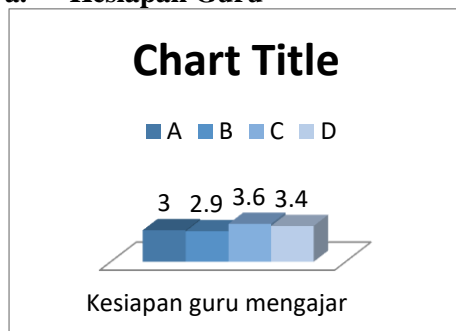 a. Kesiapan Guru
Chart Title
A B C D
3 2.9 3.6 3.4
Kesiapan guru mengajar